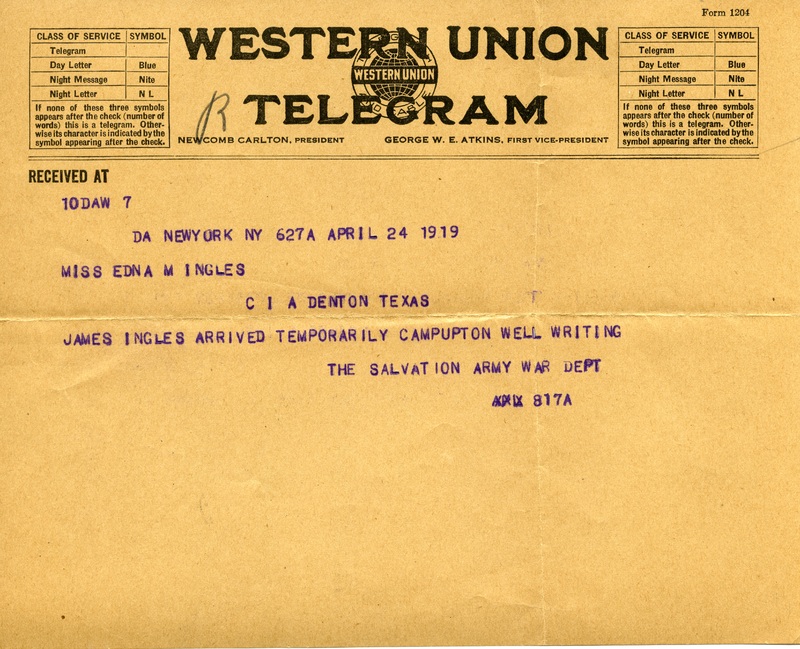 Form 1204
CLASS OF SERVICE SYMBOL
Telegram
Day Letter Blue
Night Message Nite
Night Letter N L
If none of these three symbols
appears after the check (number of
words) this is a telegram. Other-
wise its character is indicated by the
symbol appearing after the check.
WESTERN UNION
WESTERN UNION
TELEGRAM
NEWCOMB CARLTON, PRESIDENT GEORGE W. E. ATKINS, FIRST VICE-PRESIDENT
CLASS OF SERVICE SYMBOL
Telegram
Day Letter Blue
Night Message Nite
Night Letter N L
If none of these three symbols
appears after the check (number of
words) this is a telegram. Other-
wise its character is indicated by the
symbol appearing after the check.
R
RECEIVED AT
10DAW 7
DA NEWYORK NY 627A APRIL 24 1919
MISS EDNA M INGLES
C I A DENTON TEXAS
JAMES INGLES ARRIVED TEMPORARILY CAMPUPTON WELL WRITING
THE SALVATION ARMY WAR DEPT
817A